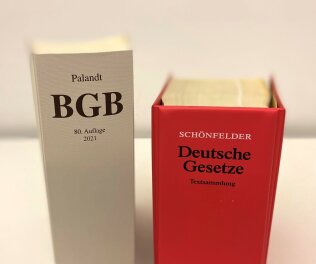 Palandt
BGB
80. Auflage
2021
SCHÖNFELDER
Deutsche
Gesetze
Textsammlung